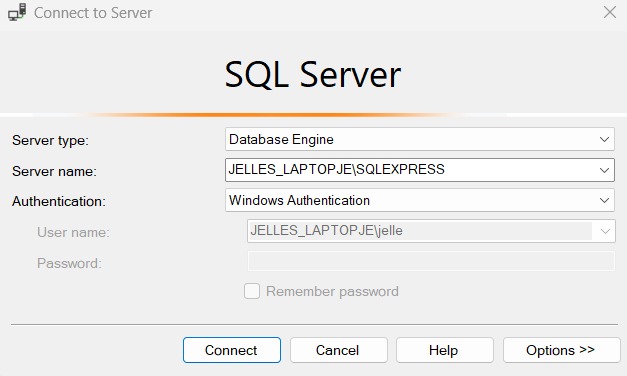 Connect to Server
SQL Server
Server type: Database Engine
Server name: JELLES_LAPTOPJE\SQLEXPRESS
Authentication: Windows Authentication
User name: JELLES_LAPTOPJE\jelle
Password:
Remember password
Connect Cancel Help Options >>